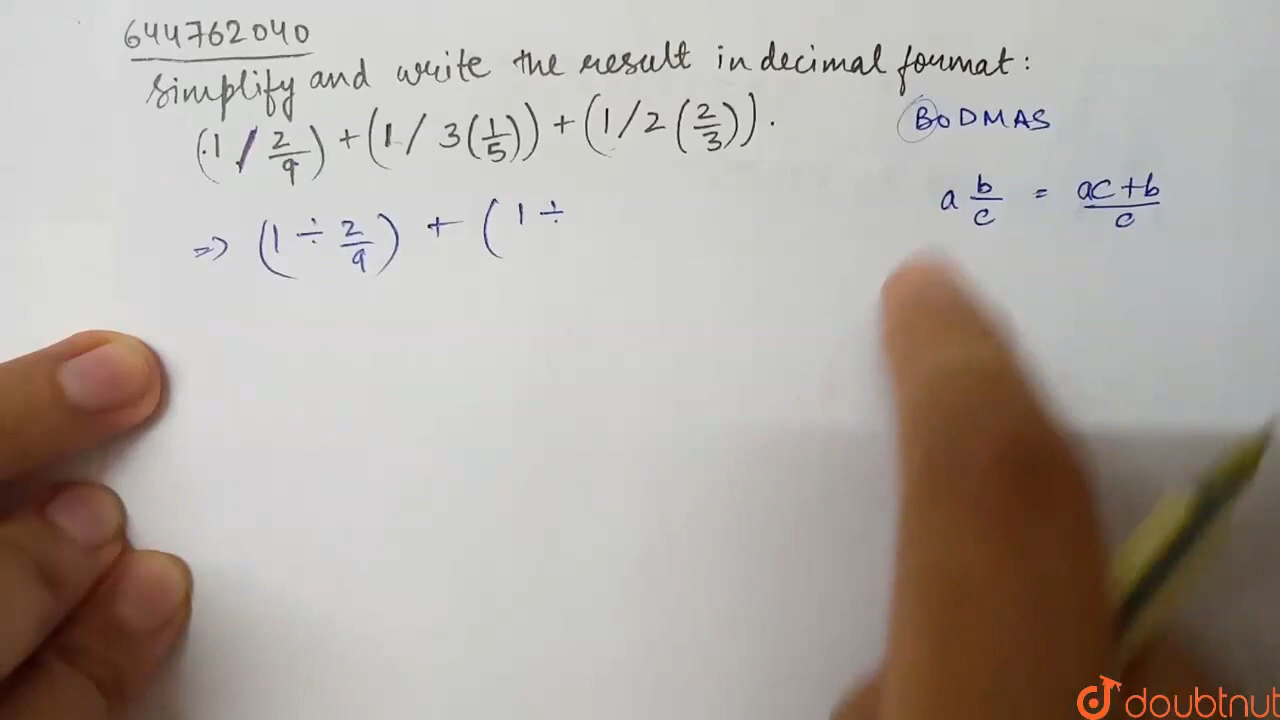 644762040
Simplify and write the result in decimal format:
(1 / 2/9) + (1 / 3(1/5)) + (1/2(2/3)).
BODMAS
a b/c = ac+b/c
=> (1 ÷ 2/9) + (1 ÷
doubtnut